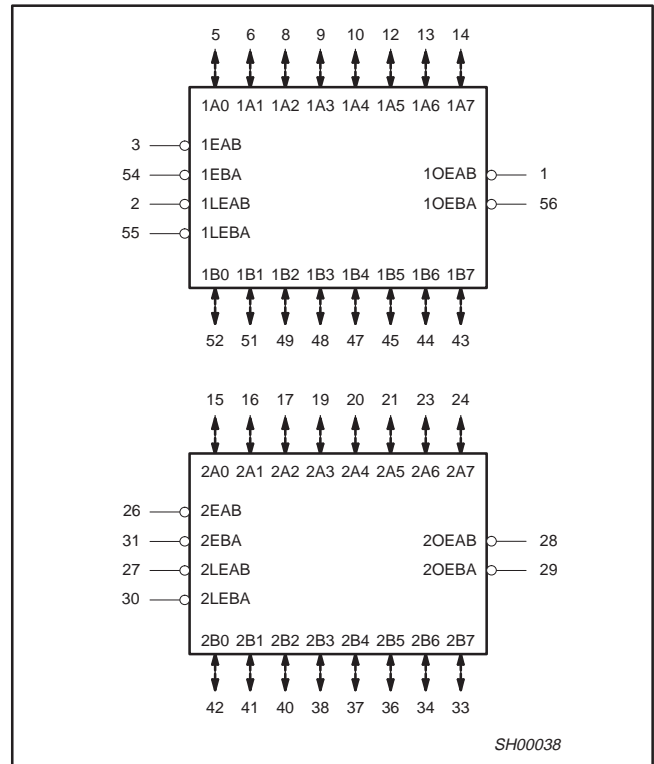 5 6 8 9 10 12 13 14
1A0 1A1 1A2 1A3 1A4 1A5 1A6 1A7
3 1EAB
54 1EBA 1OEAB 1
2 1LEAB 1OEBA 56
55 1LEBA
1B0 1B1 1B2 1B3 1B4 1B5 1B6 1B7
52 51 49 48 47 45 44 43
15 16 17 19 20 21 23 24
2A0 2A1 2A2 2A3 2A4 2A5 2A6 2A7
26 2EAB
31 2EBA 2OEAB 28
27 2LEAB 2OEBA 29
30 2LEBA
2B0 2B1 2B2 2B3 2B4 2B5 2B6 2B7
42 41 40 38 37 36 34 33
SH00038